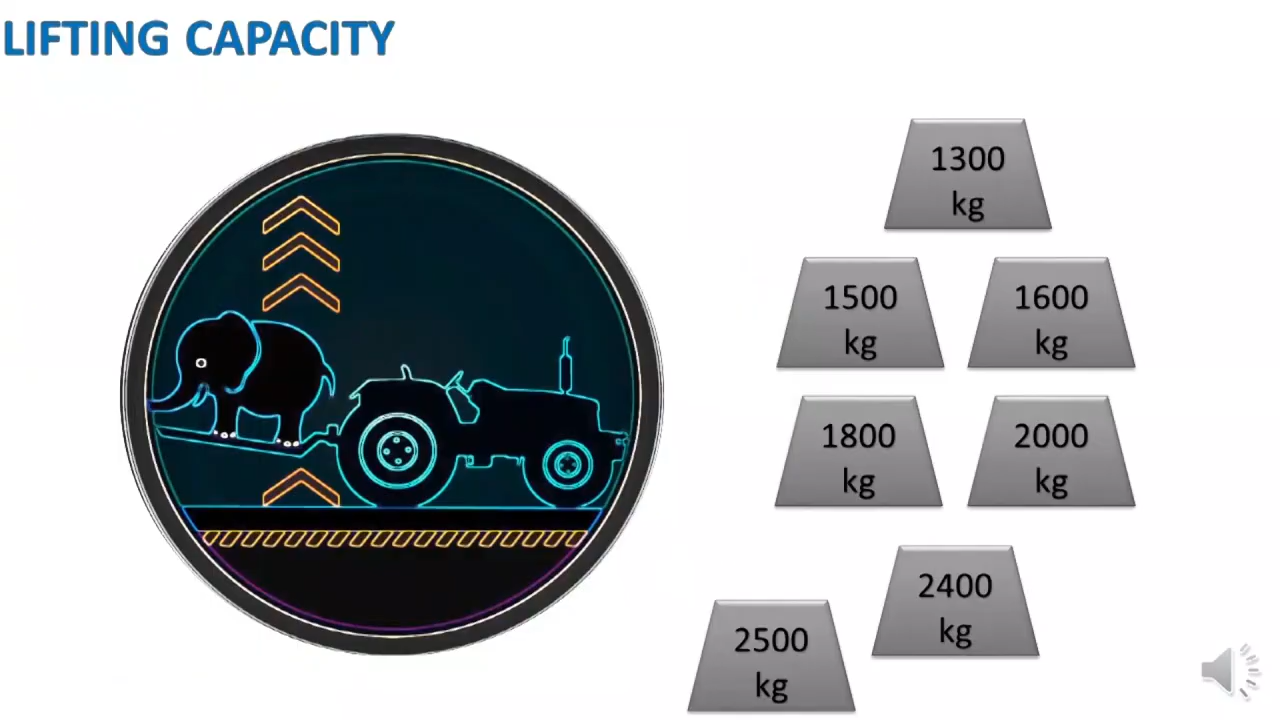 LIFTING CAPACITY
1300
kg
1500
kg
1600
kg
1800
kg
2000
kg
2400
kg
2500
kg